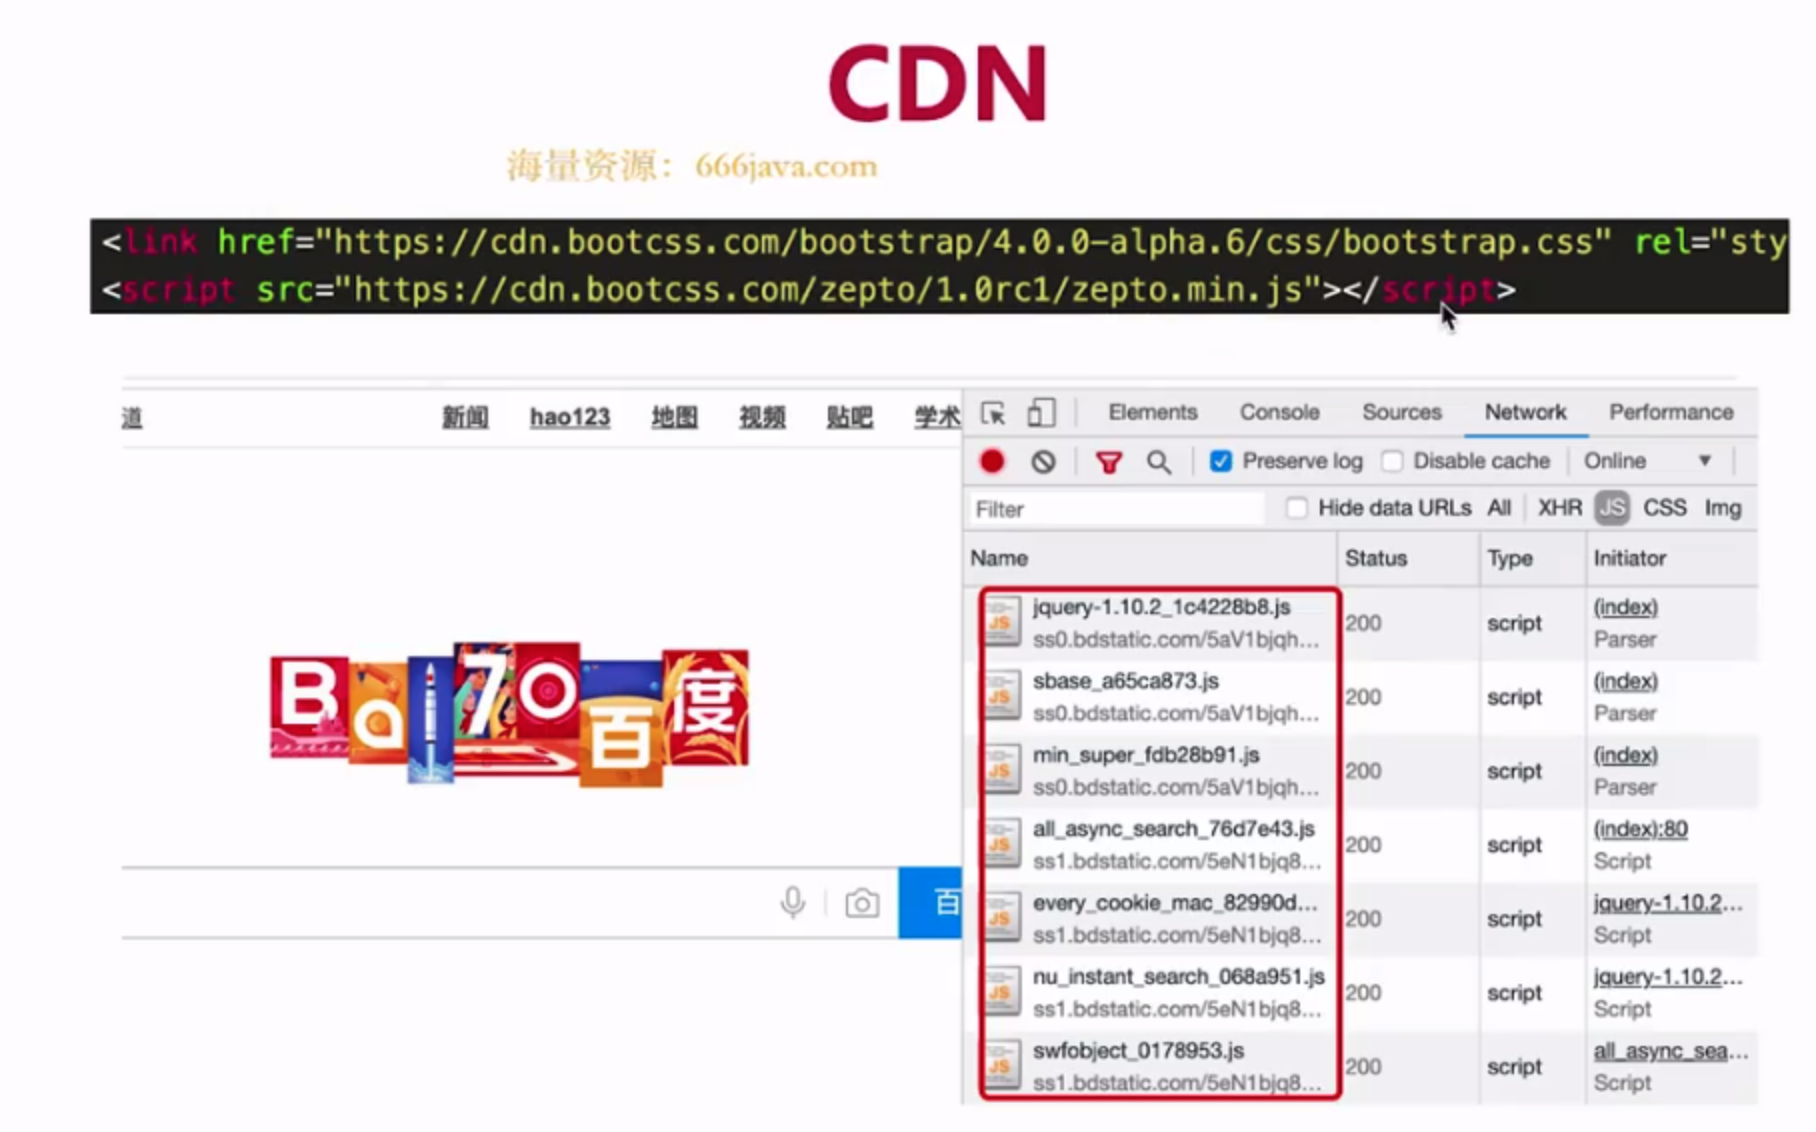 CDN
海量资源：666java.com
<link href="https://cdn.bootcss.com/bootstrap/4.0.0-alpha.6/css/bootstrap.css" rel="sty
<script src="https://cdn.bootcss.com/zepto/1.0rc1/zepto.min.js"></script>
道 新闻 hao123 地图 视频 贴吧 学术
Elements Console Sources Network Performance
Preserve log Disable cache Online
Filter Hide data URLs All XHR JS CSS Img
Name Status Type Initiator
jquery-1.10.2_1c4228b8.js 200 script (index)
ss0.bdstatic.com/5aV1bjqh... Parser
sbase_a65ca873.js 200 script (index)
ss0.bdstatic.com/5aV1bjqh... Parser
min_super_fdb28b91.js 200 script (index)
ss0.bdstatic.com/5aV1bjqh... Parser
all_async_search_76d7e43.js 200 script (index):80
ss1.bdstatic.com/5eN1bjq8... Script
every_cookie_mac_82990d... 200 script jquery-1.10.2...
ss1.bdstatic.com/5eN1bjq8... Script
nu_instant_search_068a951.js 200 script jquery-1.10.2...
ss1.bdstatic.com/5eN1bjq8... Script
swfobject_0178953.js 200 script all_async_sea...
ss1.bdstatic.com/5eN1bjq8... Script
Bai70百度
百